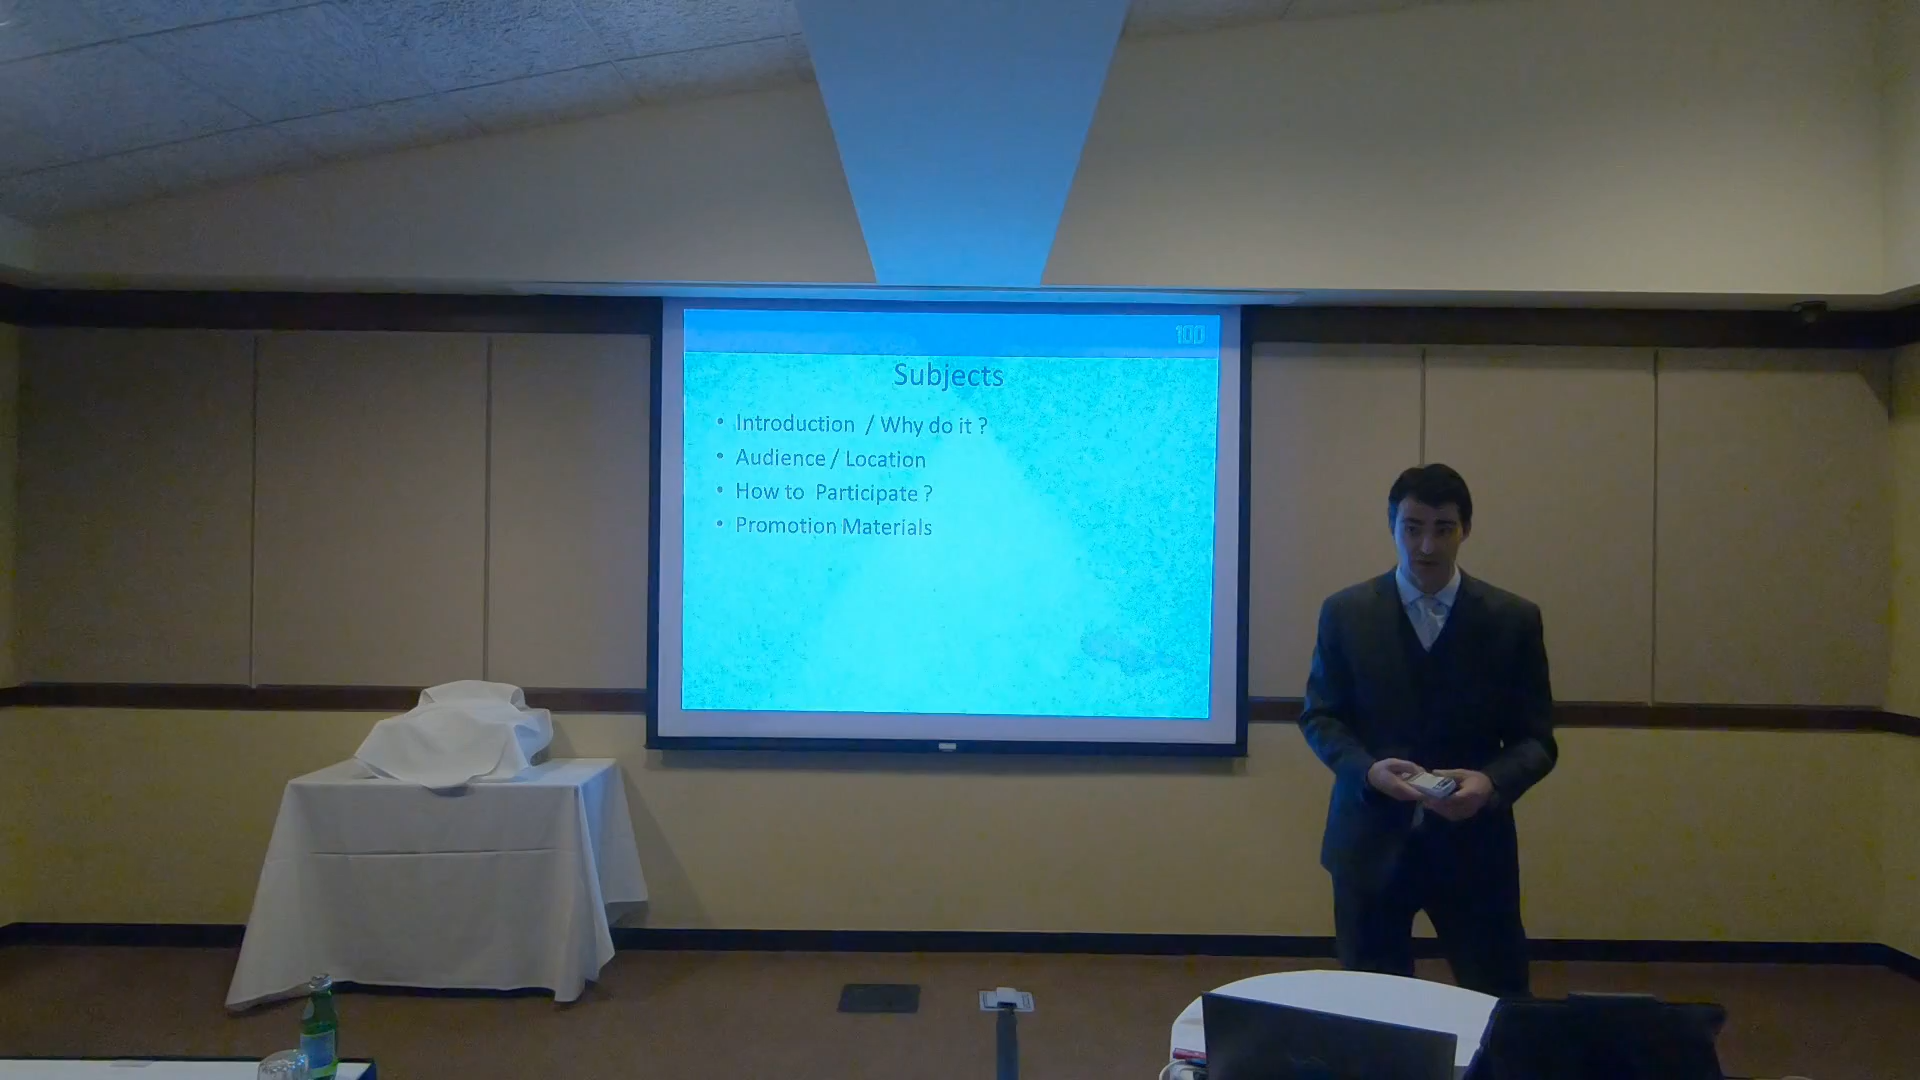 100
Subjects
• Introduction / Why do it ?
• Audience / Location
• How to Participate ?
• Promotion Materials